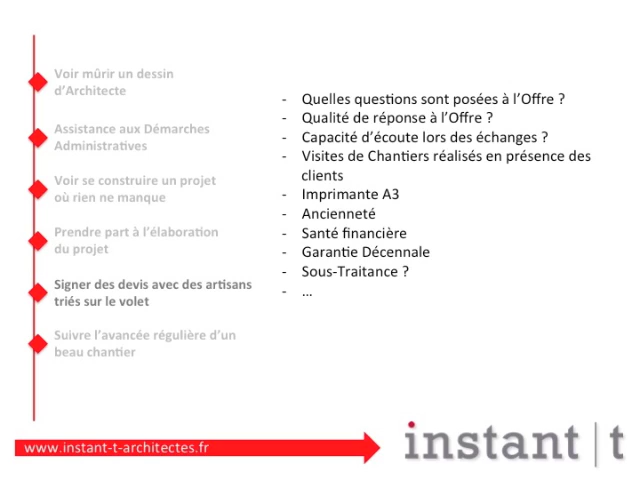 Voir mûrir un dessin
d'Architecte
Assistance aux Démarches
Administratives
Voir se construire un projet
où rien ne manque
Prendre part à l'élaboration
du projet
Signer des devis avec des artisans
triés sur le volet
Suivre l'avancée régulière d'un
beau chantier
- Quelles questions sont posées à l'Offre ?
- Qualité de réponse à l'Offre ?
- Capacité d'écoute lors des échanges ?
- Visites de Chantiers réalisés en présence des
clients
- Imprimante A3
- Ancienneté
- Santé financière
- Garantie Décennale
- Sous-Traitance ?
- …
www.instant-t-architectes.fr
instant | t